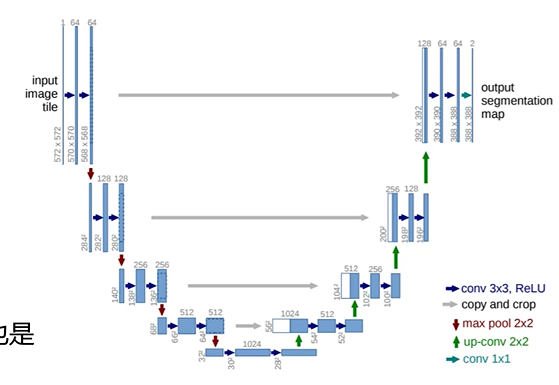 1 64 64
128 64 64 2
input
image
tile
output
segmentation
map
572 x 572
570 x 570
568 x 568
392 x 392
390 x 390
388 x 388
388 x 388
128 128
256 128
284²
282²
280²
200²
198²
196²
256 256
512 256
140²
138²
136²
104²
102²
100²
512 512
1024 512
68²
66²
64²
56²
54²
52²
1024
32²
30²
28²
conv 3x3, ReLU
copy and crop
max pool 2x2
up-conv 2x2
conv 1x1
也是